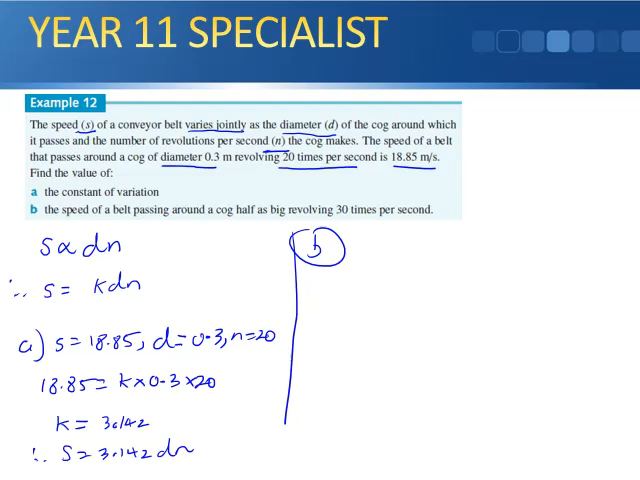 YEAR 11 SPECIALIST
Example 12
The speed (s) of a conveyor belt varies jointly as the diameter (d) of the cog around which
it passes and the number of revolutions per second (n) the cog makes. The speed of a belt
that passes around a cog of diameter 0.3 m revolving 20 times per second is 18.85 m/s.
Find the value of:
a the constant of variation
b the speed of a belt passing around a cog half as big revolving 30 times per second.
s ∝ dn
∴ s = kdn
a) s = 18.85, d = 0.3, n = 20
18.85 = k × 0.3 × 20
k = 3.142
∴ s = 3.142 dn
b